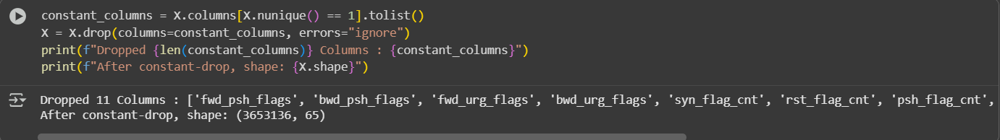 constant_columns = X.columns[X.nunique() == 1].tolist()
X = X.drop(columns=constant_columns, errors="ignore")
print(f"Dropped {len(constant_columns)} Columns : {constant_columns}")
print(f"After constant-drop, shape: {X.shape}")
Dropped 11 Columns : ['fwd_psh_flags', 'bwd_psh_flags', 'fwd_urg_flags', 'bwd_urg_flags', 'syn_flag_cnt', 'rst_flag_cnt', 'psh_flag_cnt',
After constant-drop, shape: (3653136, 65)